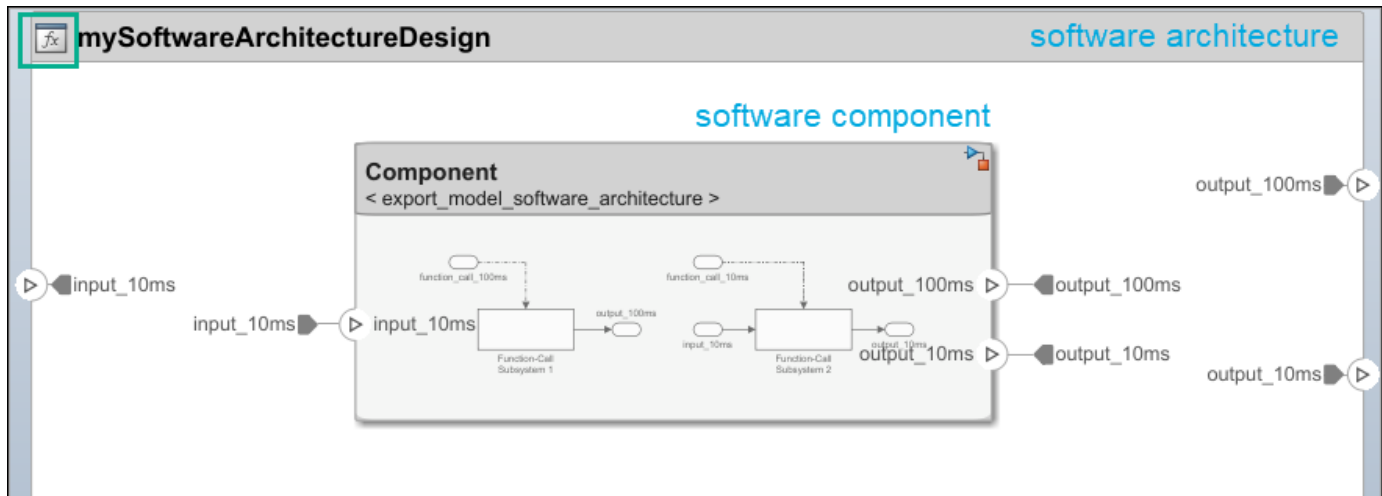 fx mySoftwareArchitectureDesign
software architecture
software component
Component
< export_model_software_architecture >
output_100ms
function_call_100ms
function_call_10ms
input_10ms
output_100ms
output_100ms
input_10ms
input_10ms
output_100ms
input_10ms
output_10ms
output_10ms
output_10ms
Function-Call
Subsystem 1
Function-Call
Subsystem 2
output_10ms